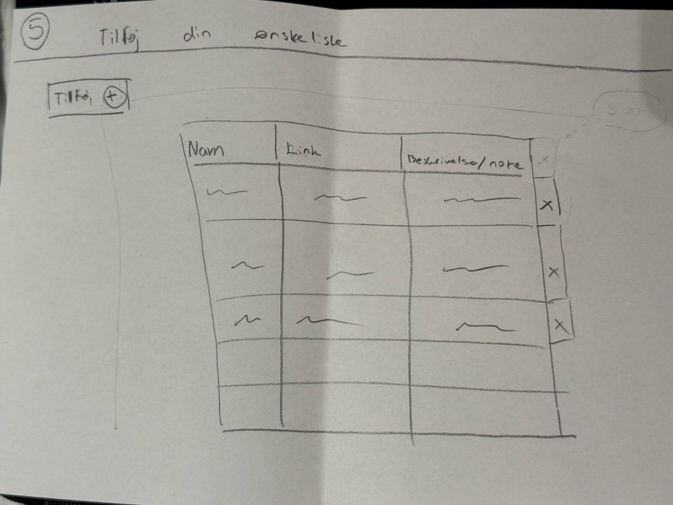 5 Tilføj din ønskeliste
Tilføj +
Navn Link Beskrivelse/note
x
x
x